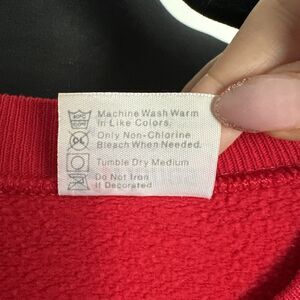 Machine Wash Warm
In Like Colors.
Only Non-Chlorine
Bleach When Needed.
Tumble Dry Medium
Do Not Iron
If Decorated